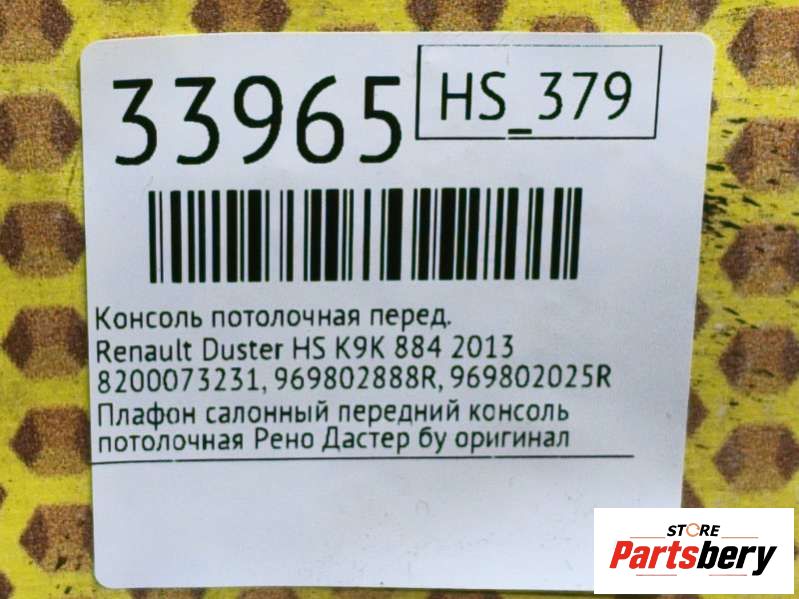 33965
HS_379
Консоль потолочная перед.
Renault Duster HS K9K 884 2013
8200073231, 969802888R, 969802025R
Плафон салонный передний консоль
потолочная Рено Дастер бу оригинал
STORE
Partsbery